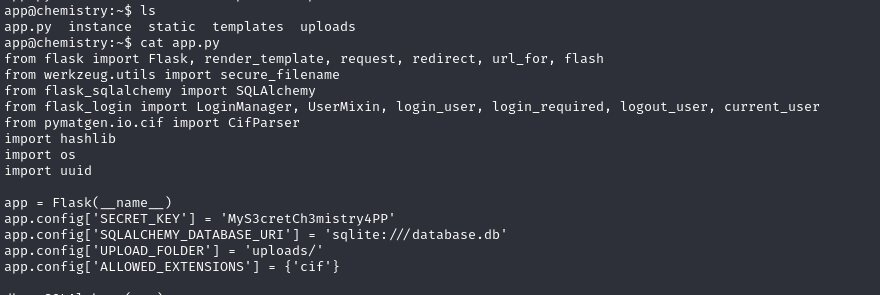 app@chemistry:~$ ls
app.py  instance  static  templates  uploads
app@chemistry:~$ cat app.py
from flask import Flask, render_template, request, redirect, url_for, flash
from werkzeug.utils import secure_filename
from flask_sqlalchemy import SQLAlchemy
from flask_login import LoginManager, UserMixin, login_user, login_required, logout_user, current_user
from pymatgen.io.cif import CifParser
import hashlib
import os
import uuid
app = Flask(__name__)
app.config['SECRET_KEY'] = 'MyS3cretCh3mistry4PP'
app.config['SQLALCHEMY_DATABASE_URI'] = 'sqlite:///database.db'
app.config['UPLOAD_FOLDER'] = 'uploads/'
app.config['ALLOWED_EXTENSIONS'] = {'cif'}